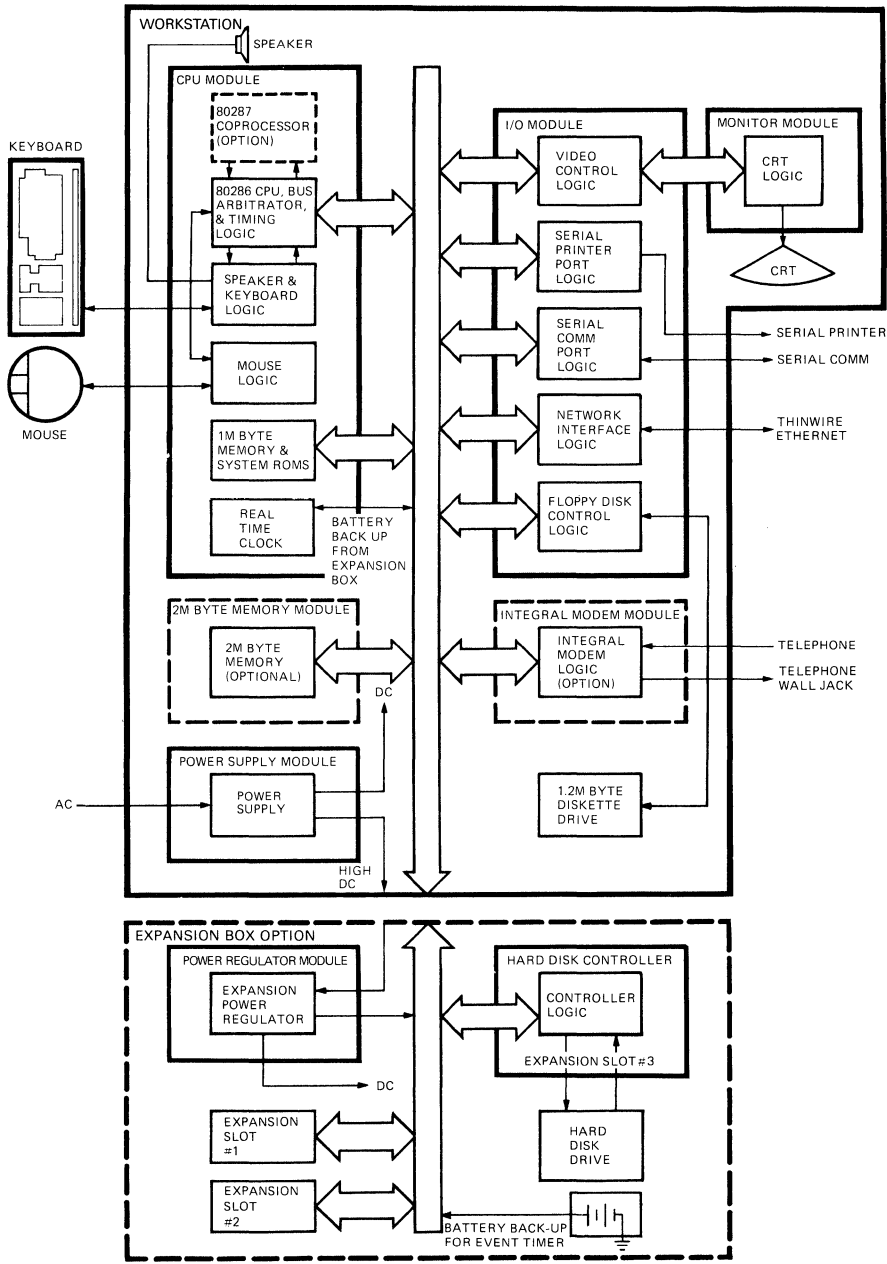 WORKSTATION
SPEAKER
CPU MODULE
80287
COPROCESSOR
(OPTION)
80286 CPU, BUS
ARBITRATOR,
& TIMING
LOGIC
SPEAKER &
KEYBOARD
LOGIC
MOUSE
LOGIC
1M BYTE
MEMORY &
SYSTEM ROMS
REAL
TIME
CLOCK
BATTERY
BACK UP
FROM
EXPANSION
BOX
KEYBOARD
MOUSE
I/O MODULE
VIDEO
CONTROL
LOGIC
SERIAL
PRINTER
PORT
LOGIC
SERIAL
COMM
PORT
LOGIC
NETWORK
INTERFACE
LOGIC
FLOPPY DISK
CONTROL
LOGIC
MONITOR MODULE
CRT
LOGIC
CRT
SERIAL PRINTER
SERIAL COMM
THINWIRE
ETHERNET
2M BYTE MEMORY MODULE
2M BYTE
MEMORY
(OPTIONAL)
DC
INTEGRAL MODEM MODULE
INTEGRAL
MODEM
LOGIC
(OPTION)
TELEPHONE
TELEPHONE
WALL JACK
POWER SUPPLY MODULE
POWER
SUPPLY
AC
HIGH
DC
1.2M BYTE
DISKETTE
DRIVE
EXPANSION BOX OPTION
POWER REGULATOR MODULE
EXPANSION
POWER
REGULATOR
DC
HARD DISK CONTROLLER
CONTROLLER
LOGIC
EXPANSION SLOT #3
HARD
DISK
DRIVE
EXPANSION
SLOT
#1
EXPANSION
SLOT
#2
BATTERY BACK-UP
FOR EVENT TIMER